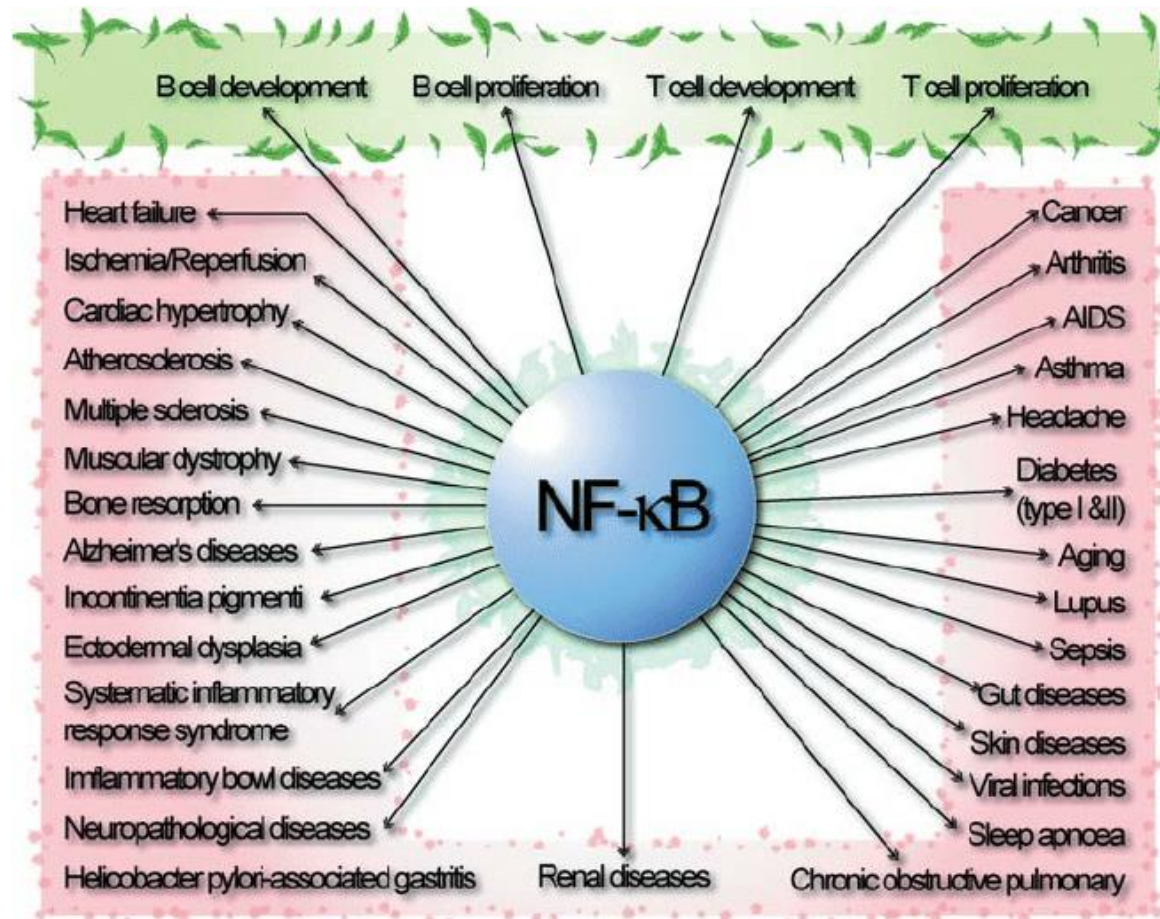 B cell development
B cell proliferation
T cell development
T cell proliferation
Heart failure
Ischemia/Reperfusion
Cardiac hypertrophy
Atherosclerosis
Multiple sclerosis
Muscular dystrophy
Bone resorption
Alzheimer's diseases
Incontinentia pigmenti
Ectodermal dysplasia
Systematic inflammatory
response syndrome
Imflammatory bowl diseases
Neuropathological diseases
Helicobacter pylori-associated gastritis
NF-κB
Renal diseases
Cancer
Arthritis
AIDS
Asthma
Headache
Diabetes
(type I &II)
Aging
Lupus
Sepsis
Gut diseases
Skin diseases
Viral infections
Sleep apnoea
Chronic obstructive pulmonary